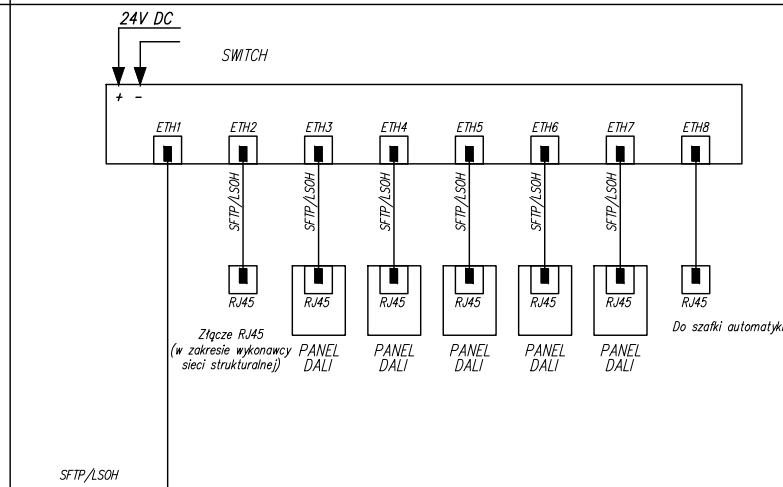 24V DC
SWITCH
+ -
ETH1 ETH2 ETH3 ETH4 ETH5 ETH6 ETH7 ETH8
SFTP/LSOH SFTP/LSOH SFTP/LSOH SFTP/LSOH SFTP/LSOH SFTP/LSOH
RJ45 RJ45 RJ45 RJ45 RJ45 RJ45 RJ45
Złącze RJ45
(w zakresie wykonawcy
sieci strukturalnej)
PANEL
DALI
PANEL
DALI
PANEL
DALI
PANEL
DALI
PANEL
DALI
Do szafki automatyki
SFTP/LSOH